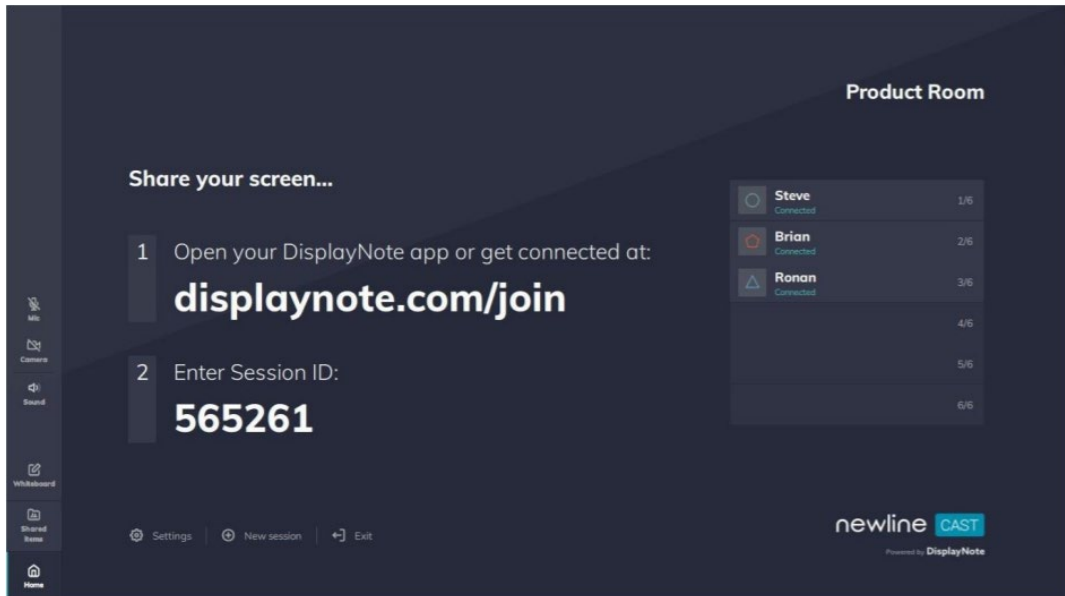 Product Room
Share your screen...
1 Open your DisplayNote app or get connected at:
displaynote.com/join
2 Enter Session ID:
565261
Steve
Connected
1/6
Brian
Connected
2/6
Ronan
Connected
3/6
4/6
5/6
6/6
Mic
Camera
Sound
Whiteboard
Shared
Items
Home
Settings
New session
Exit
newline CAST
Powered by DisplayNote